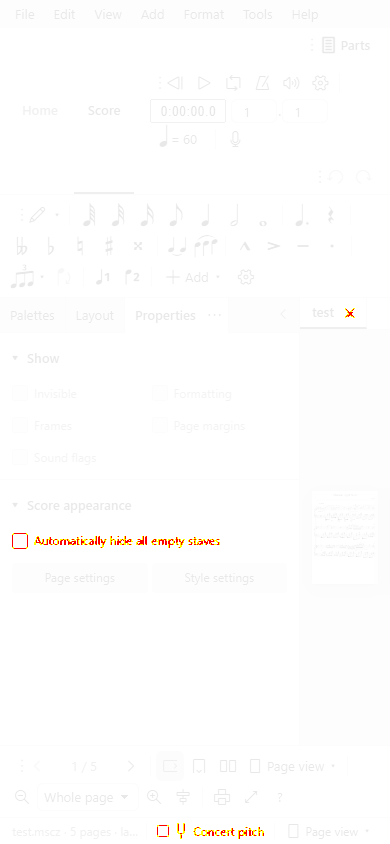 File Edit View Add Format Tools Help
Parts
Home Score 0:00:00.0 1 . 1
= 60
1 2 Add
Palettes Layout Properties ... test
Show
Invisible Formatting
Frames Page margins
Sound flags
Score appearance
Automatically hide all empty staves
Page settings Style settings
1 / 5 Page view
Whole page ?
test.mscz - 5 pages - la... Concert pitch Page view